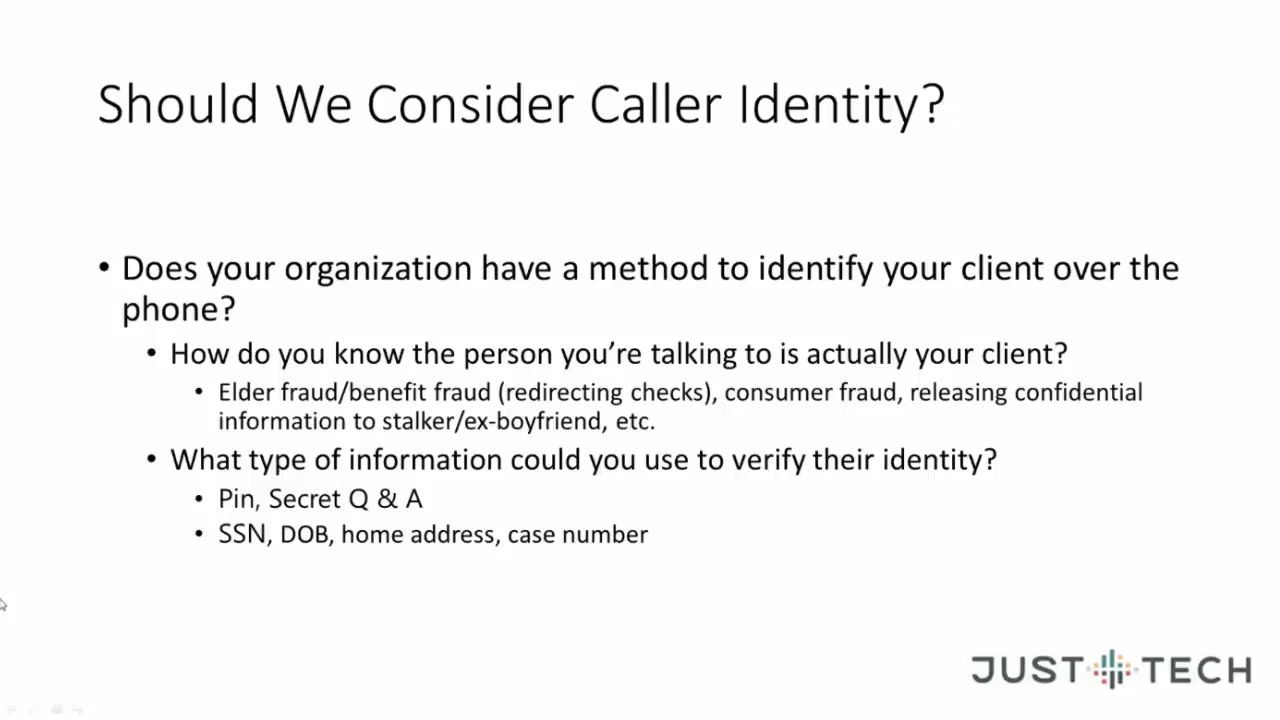 Should We Consider Caller Identity?
• Does your organization have a method to identify your client over the
phone?
• How do you know the person you’re talking to is actually your client?
• Elder fraud/benefit fraud (redirecting checks), consumer fraud, releasing confidential
information to stalker/ex-boyfriend, etc.
• What type of information could you use to verify their identity?
• Pin, Secret Q & A
• SSN, DOB, home address, case number
JUST TECH